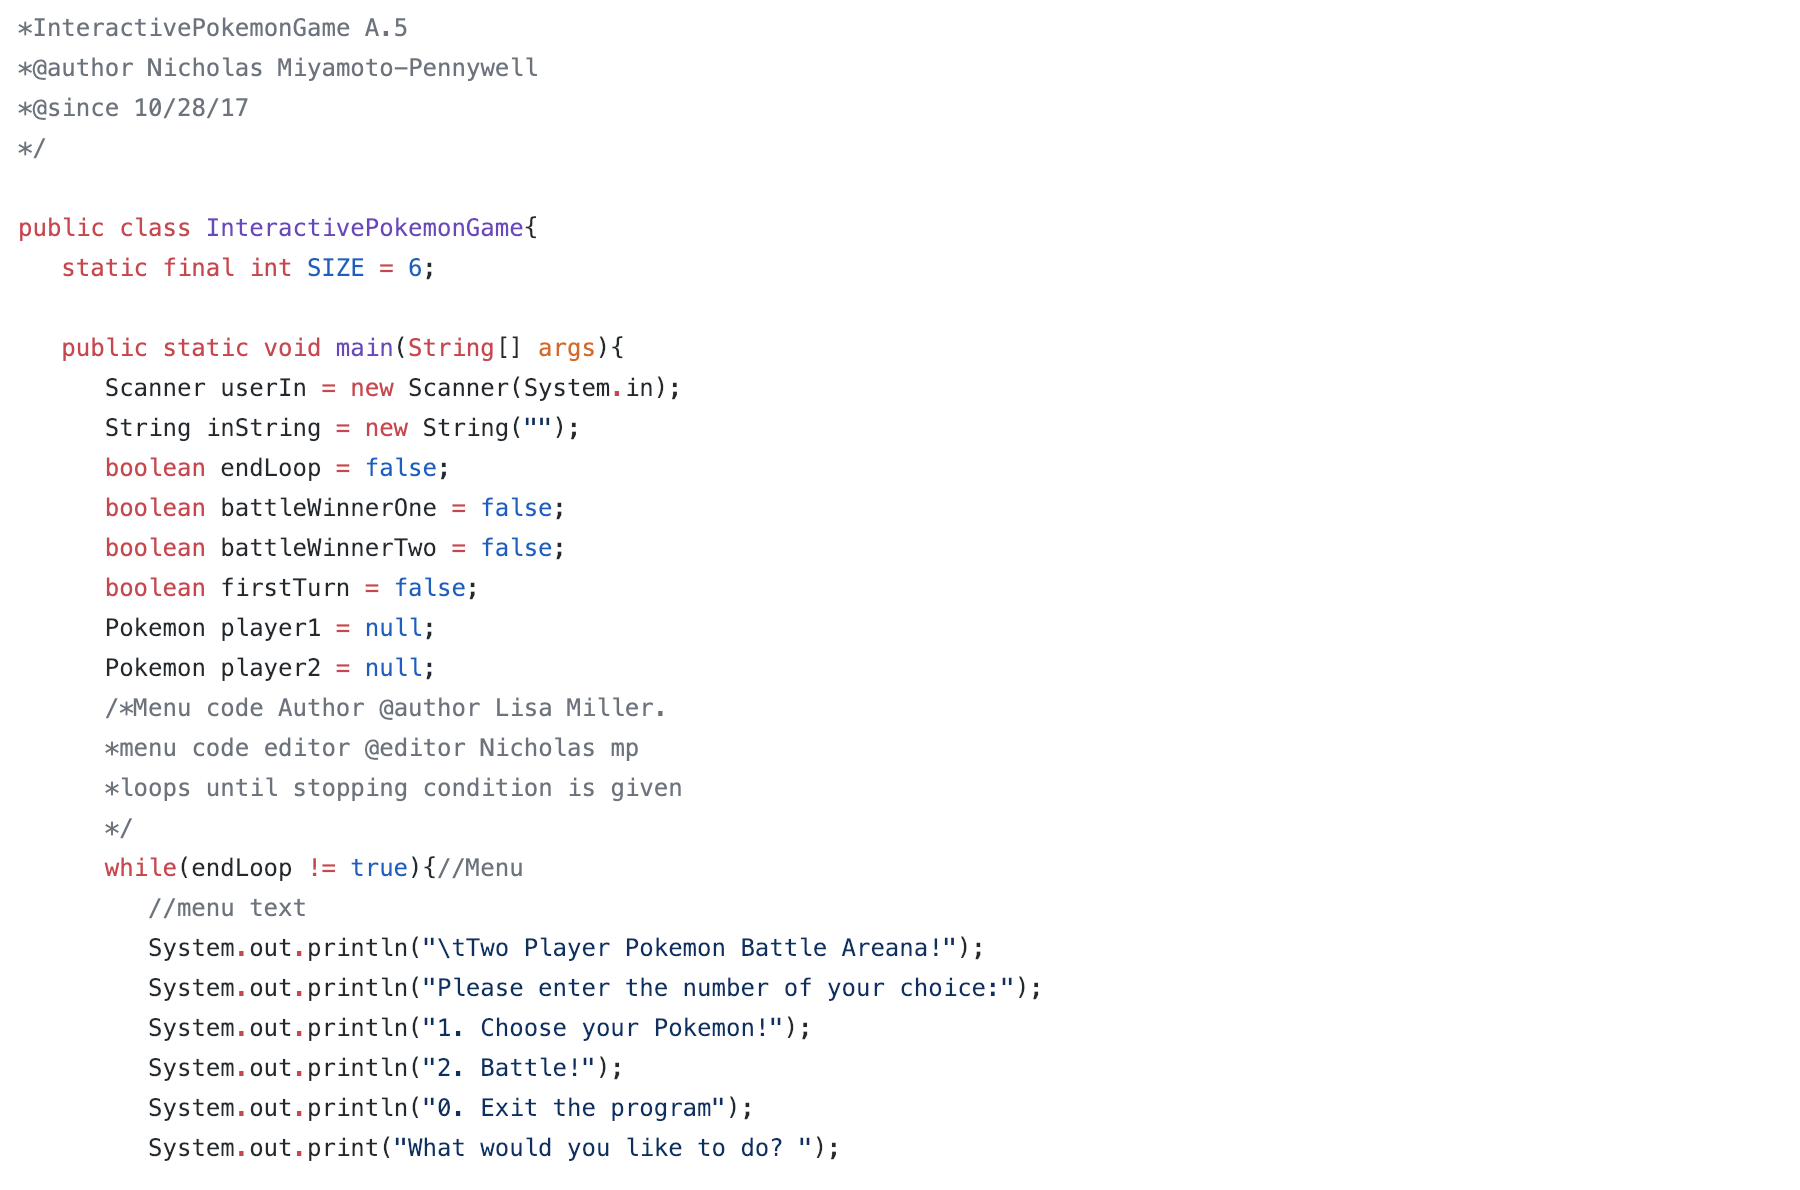 *InteractivePokemonGame A.5
*@author Nicholas Miyamoto-Pennywell
*@since 10/28/17
*/
public class InteractivePokemonGame{
   static final int SIZE = 6;
   public static void main(String[] args){
      Scanner userIn = new Scanner(System.in);
      String inString = new String("");
      boolean endLoop = false;
      boolean battleWinnerOne = false;
      boolean battleWinnerTwo = false;
      boolean firstTurn = false;
      Pokemon player1 = null;
      Pokemon player2 = null;
      /*Menu code Author @author Lisa Miller.
      *menu code editor @editor Nicholas mp
      *loops until stopping condition is given
      */
      while(endLoop != true){//Menu
         //menu text
         System.out.println("\tTwo Player Pokemon Battle Areana!");
         System.out.println("Please enter the number of your choice:");
         System.out.println("1. Choose your Pokemon!");
         System.out.println("2. Battle!");
         System.out.println("0. Exit the program");
         System.out.print("What would you like to do? ");